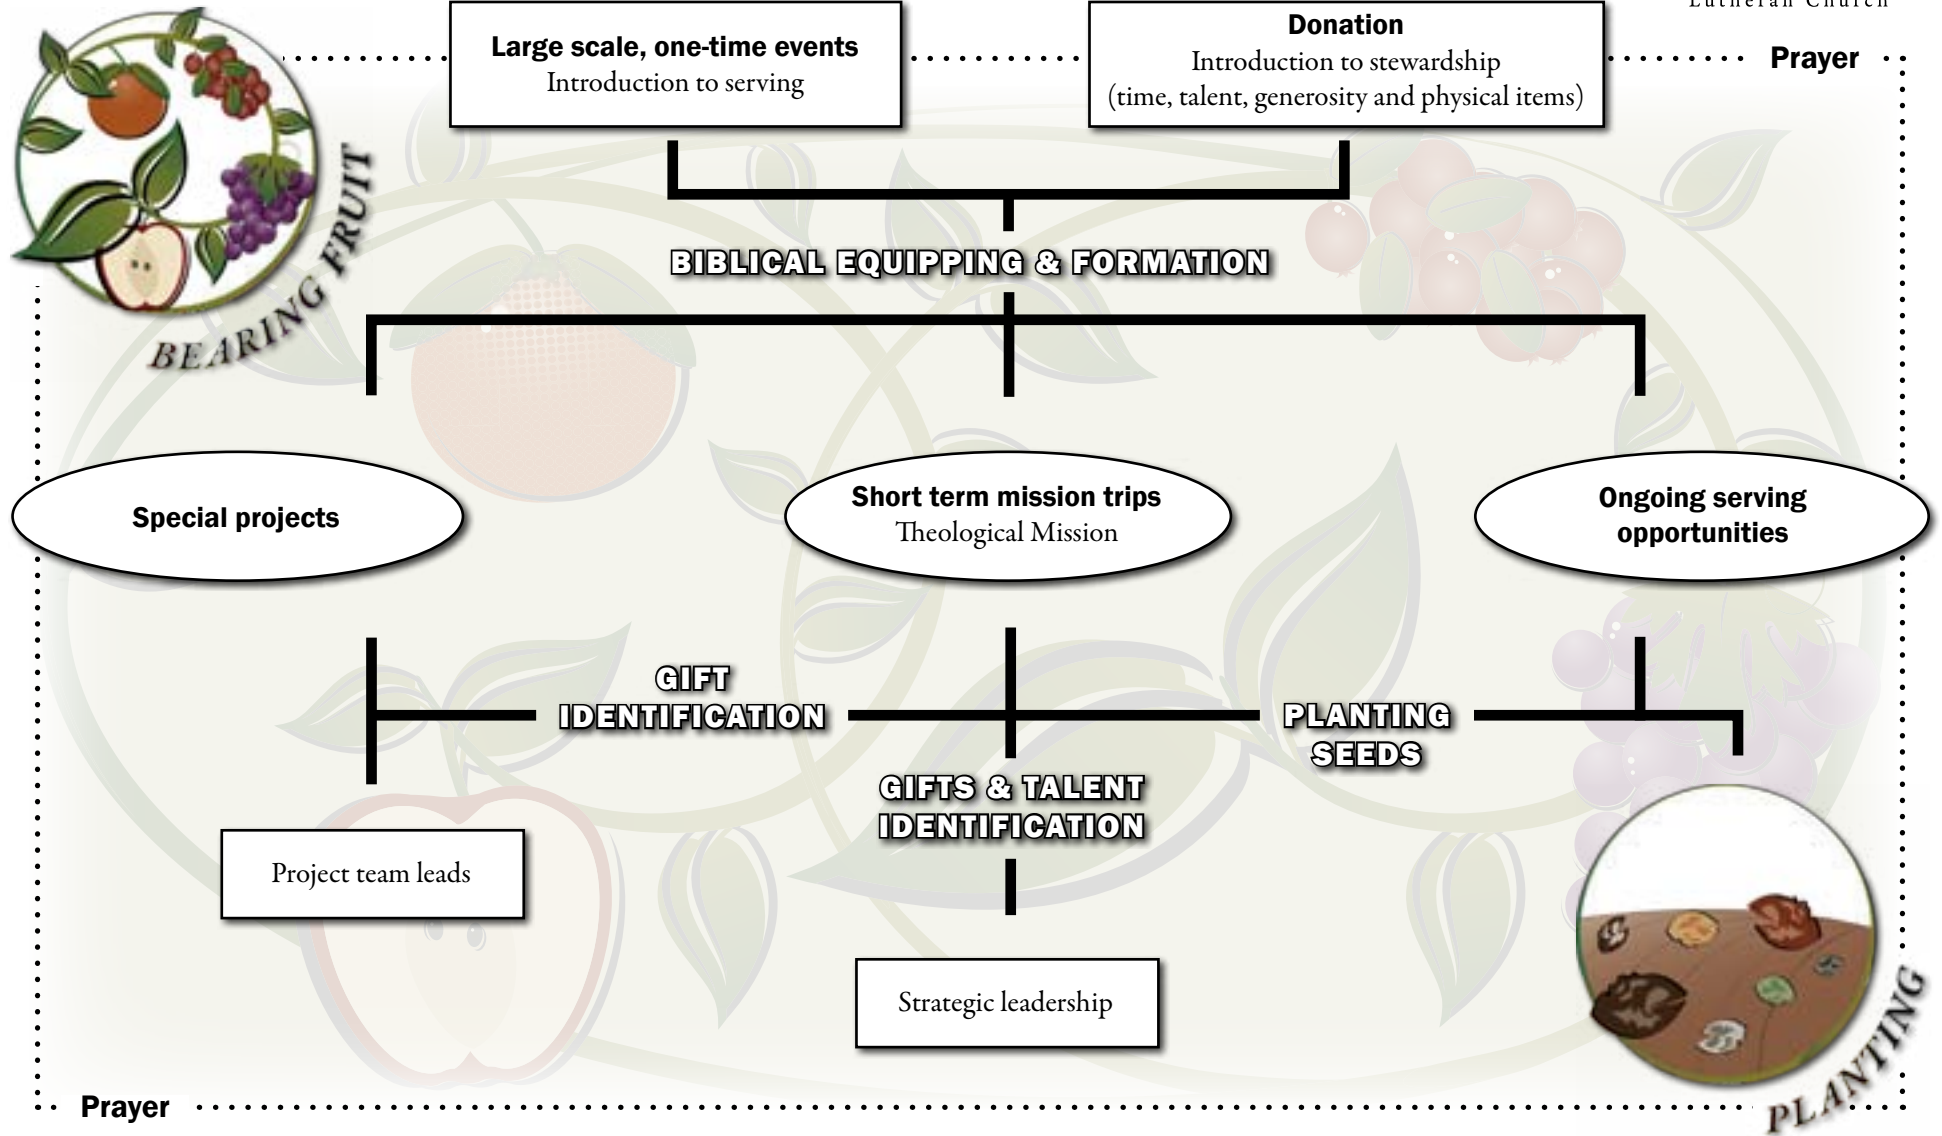 Lutheran Church
Large scale, one-time events
Introduction to serving
Donation
Introduction to stewardship
(time, talent, generosity and physical items)
Prayer
BEARING FRUIT
BIBLICAL EQUIPPING & FORMATION
Special projects
Short term mission trips
Theological Mission
Ongoing serving
opportunities
GIFT
IDENTIFICATION
PLANTING
SEEDS
GIFTS & TALENT
IDENTIFICATION
Project team leads
Strategic leadership
PLANTING
Prayer